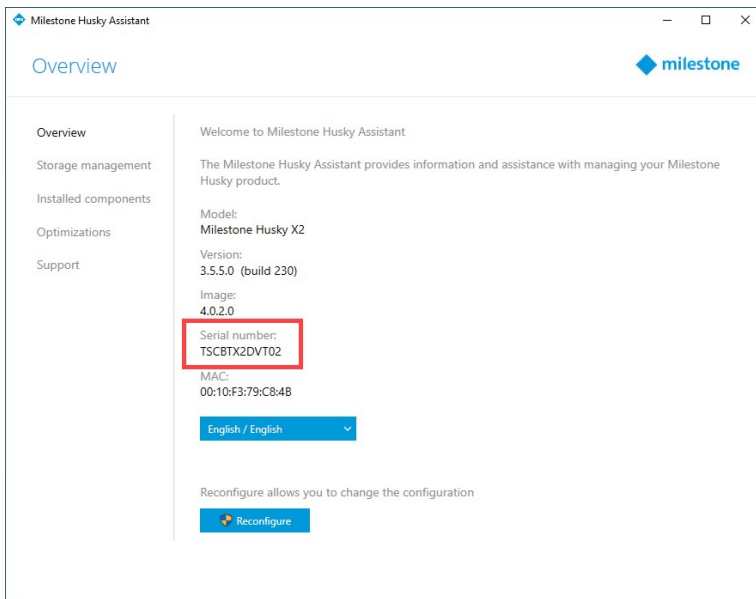 Milestone Husky Assistant
Overview
milestone
Overview
Storage management
Installed components
Optimizations
Support
Welcome to Milestone Husky Assistant
The Milestone Husky Assistant provides information and assistance with managing your Milestone
Husky product.
Model:
Milestone Husky X2
Version:
3.5.5.0 (build 230)
Image:
4.0.2.0
Serial number:
TSCBTX2DVT02
MAC:
00:10:F3:79:C8:4B
English / English
Reconfigure allows you to change the configuration
Reconfigure